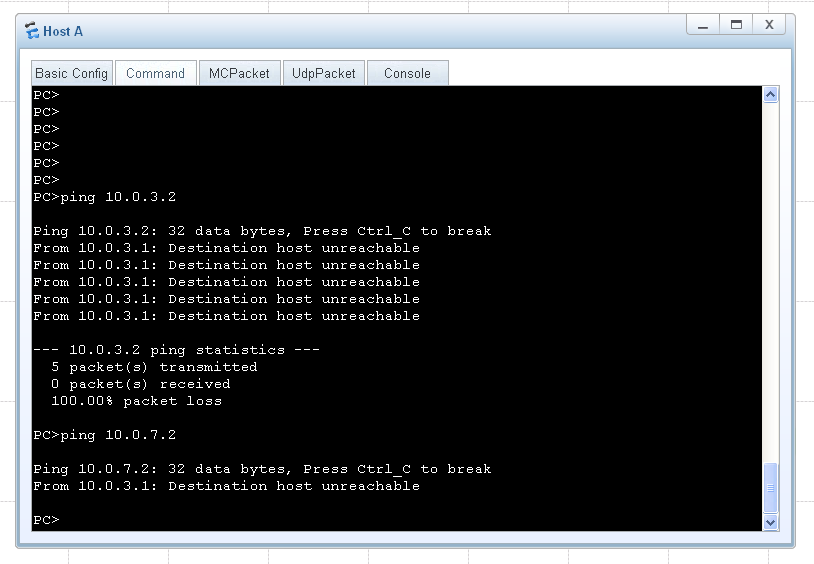 Host A
Basic Config Command MCPacket UdpPacket Console
PC>
PC>
PC>
PC>
PC>
PC>
PC>ping 10.0.3.2
Ping 10.0.3.2: 32 data bytes, Press Ctrl_C to break
From 10.0.3.1: Destination host unreachable
From 10.0.3.1: Destination host unreachable
From 10.0.3.1: Destination host unreachable
From 10.0.3.1: Destination host unreachable
From 10.0.3.1: Destination host unreachable
--- 10.0.3.2 ping statistics ---
5 packet(s) transmitted
0 packet(s) received
100.00% packet loss
PC>ping 10.0.7.2
Ping 10.0.7.2: 32 data bytes, Press Ctrl_C to break
From 10.0.3.1: Destination host unreachable
PC>